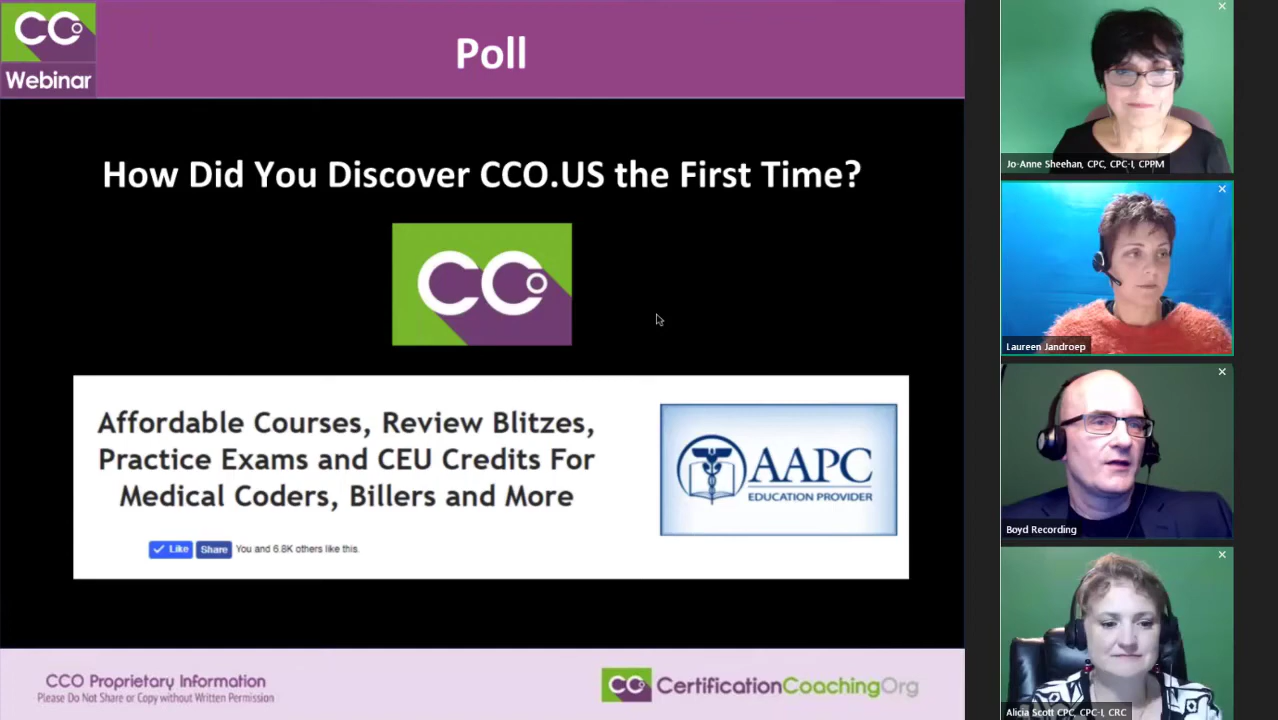 CCO
Webinar
Poll
How Did You Discover CCO.US the First Time?
CCO
Affordable Courses, Review Blitzes,
Practice Exams and CEU Credits For
Medical Coders, Billers and More
Like Share You and 6.8K others like this.
AAPC
EDUCATION PROVIDER
CCO Proprietary Information
Please Do Not Share or Copy without Written Permission
CCO CertificationCoachingOrg
Jo-Anne Sheehan, CPC, CPC-I, CPPM
Laureen Jandroep
Boyd Recording
Alicia Scott CPC, CPC-I, CRC